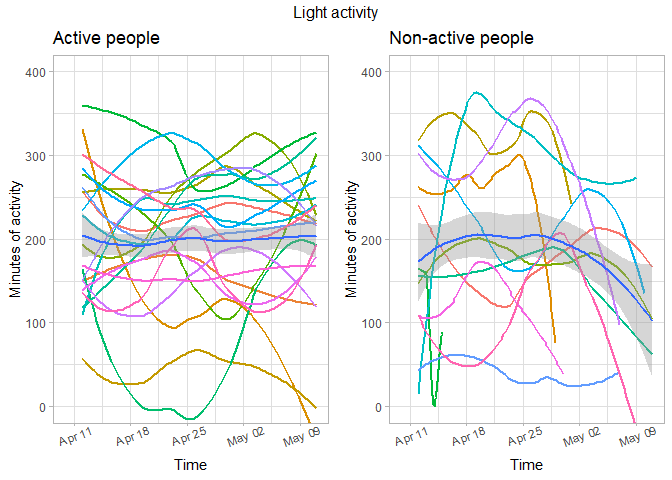 Light activity
Active people
Non-active people
Minutes of activity
400
300
200
100
0
Apr 11
Apr 18
Apr 25
May 02
May 09
Time
Minutes of activity
400
300
200
100
0
Apr 11
Apr 18
Apr 25
May 02
May 09
Time